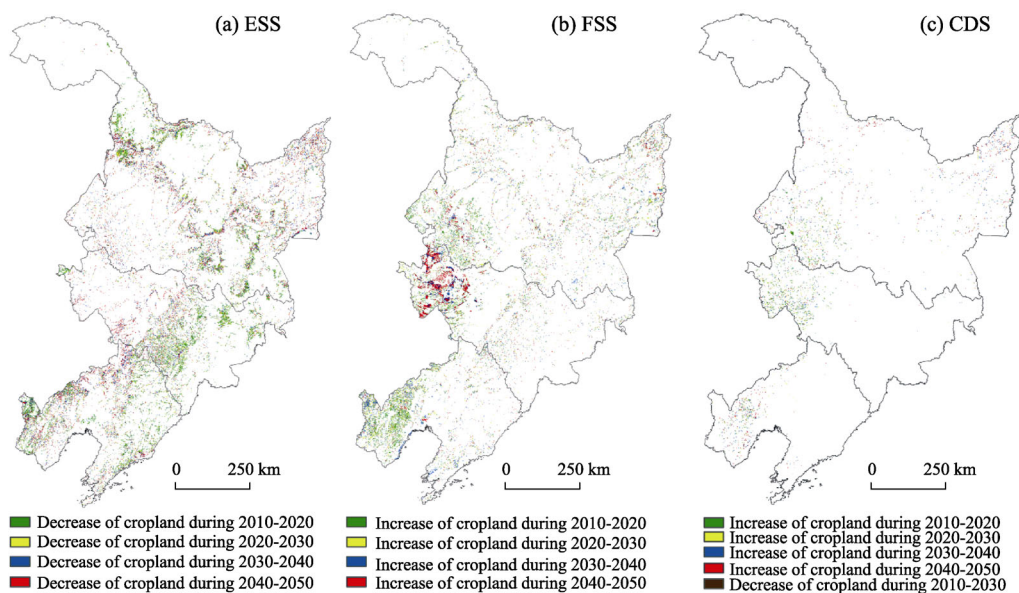 (a) ESS
(b) FSS
(c) CDS
0 250 km
0 250 km
0 250 km
Decrease of cropland during 2010-2020
Decrease of cropland during 2020-2030
Decrease of cropland during 2030-2040
Decrease of cropland during 2040-2050
Increase of cropland during 2010-2020
Increase of cropland during 2020-2030
Increase of cropland during 2030-2040
Increase of cropland during 2040-2050
Increase of cropland during 2010-2020
Increase of cropland during 2020-2030
Increase of cropland during 2030-2040
Increase of cropland during 2040-2050
Decrease of cropland during 2010-2030